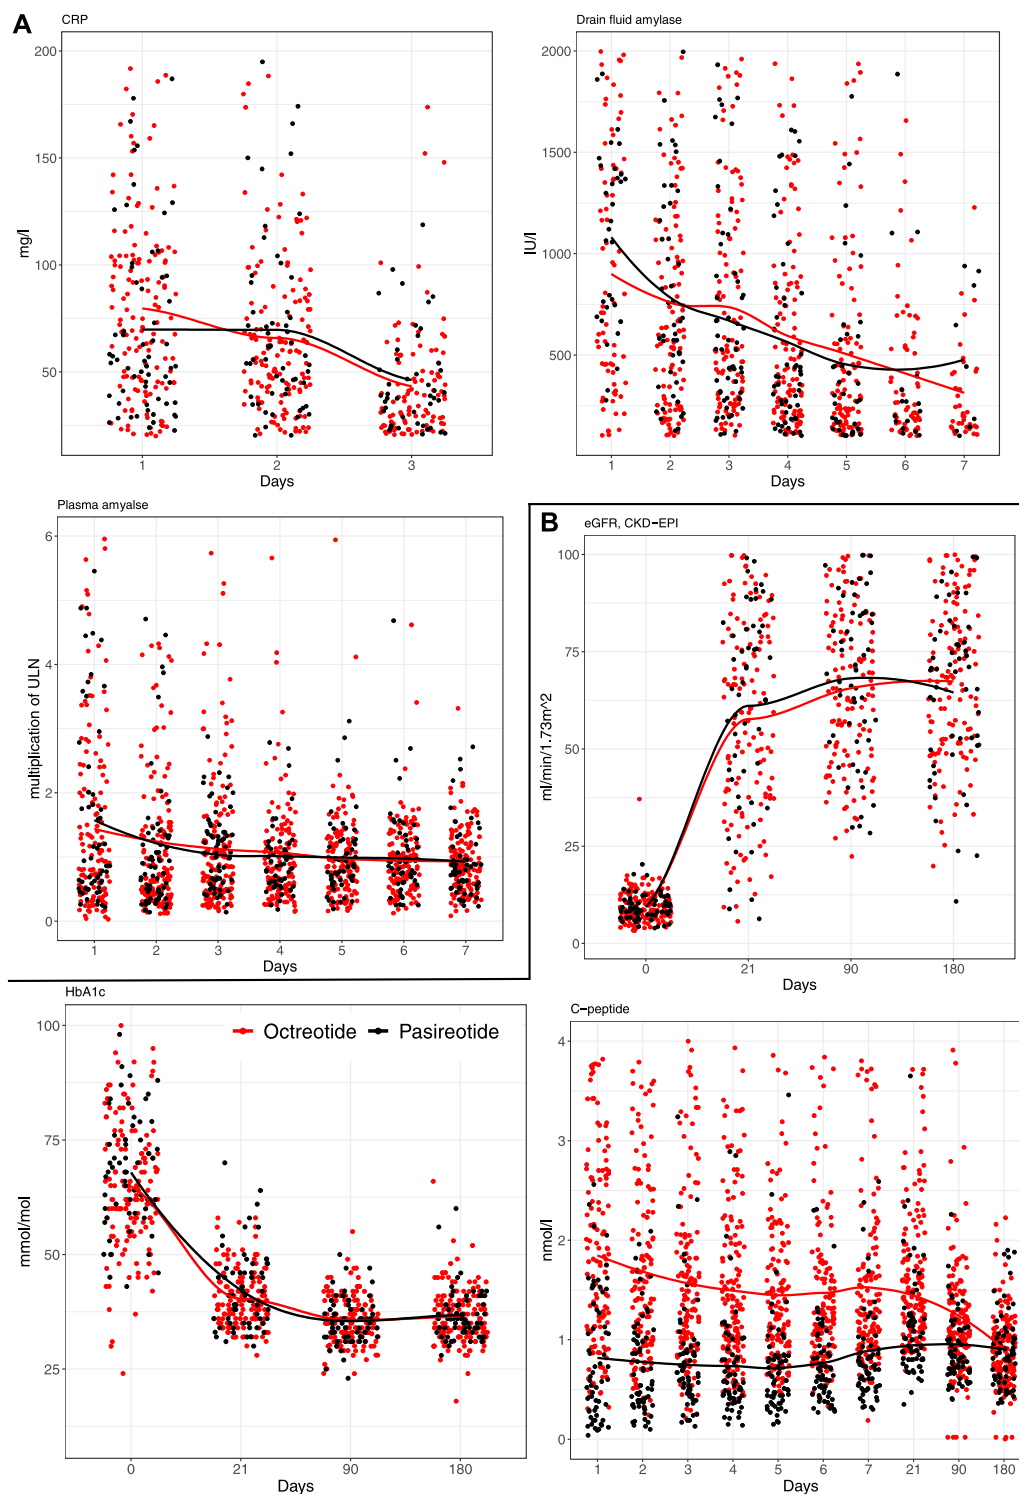 A
CRP
200
150
100
50
mg/l
1
2
3
Days
Drain fluid amylase
2000
1500
1000
500
IU/l
1
2
3
4
5
6
7
Days
Plasma amyalse
6
4
2
0
multiplication of ULN
1
2
3
4
5
6
7
Days
B
eGFR, CKD−EPI
100
75
50
25
0
ml/min/1.73m^2
0
21
90
180
Days
HbA1c
Octreotide
Pasireotide
100
75
50
25
mmol/mol
0
21
90
180
Days
C−peptide
4
3
2
1
0
nmol/l
1
2
3
4
5
6
7
21
90
180
Days